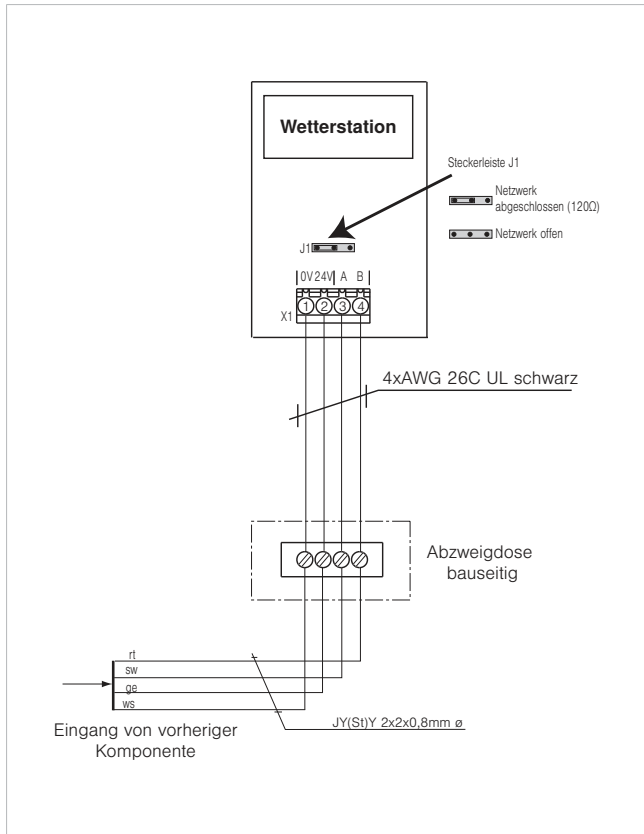 Wetterstation
Steckerleiste J1
Netzwerk
abgeschlossen (120Ω)
Netzwerk offen
J1
0V 24V A B
X1
1 2 3 4
4xAWG 26C UL schwarz
Abzweigdose
bauseitig
rt
sw
ge
ws
Eingang von vorheriger
Komponente
JY(St)Y 2x2x0,8mm ø